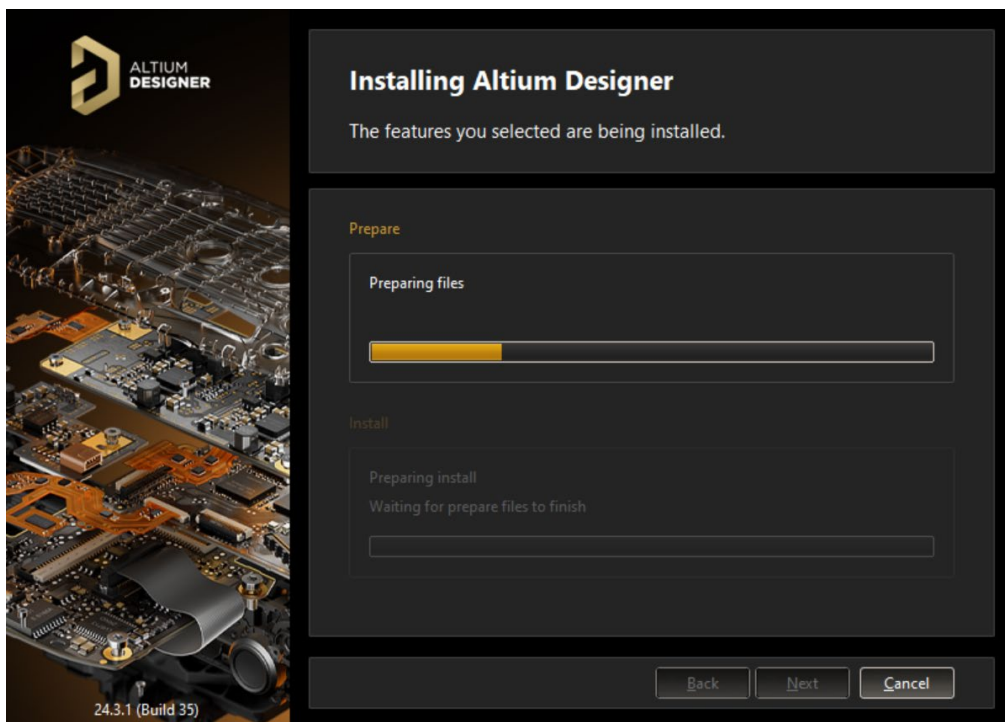 ALTIUM
DESIGNER
Installing Altium Designer
The features you selected are being installed.
Prepare
Preparing files
Install
Preparing install
Waiting for prepare files to finish
Back
Next
Cancel
24.3.1 (Build 35)